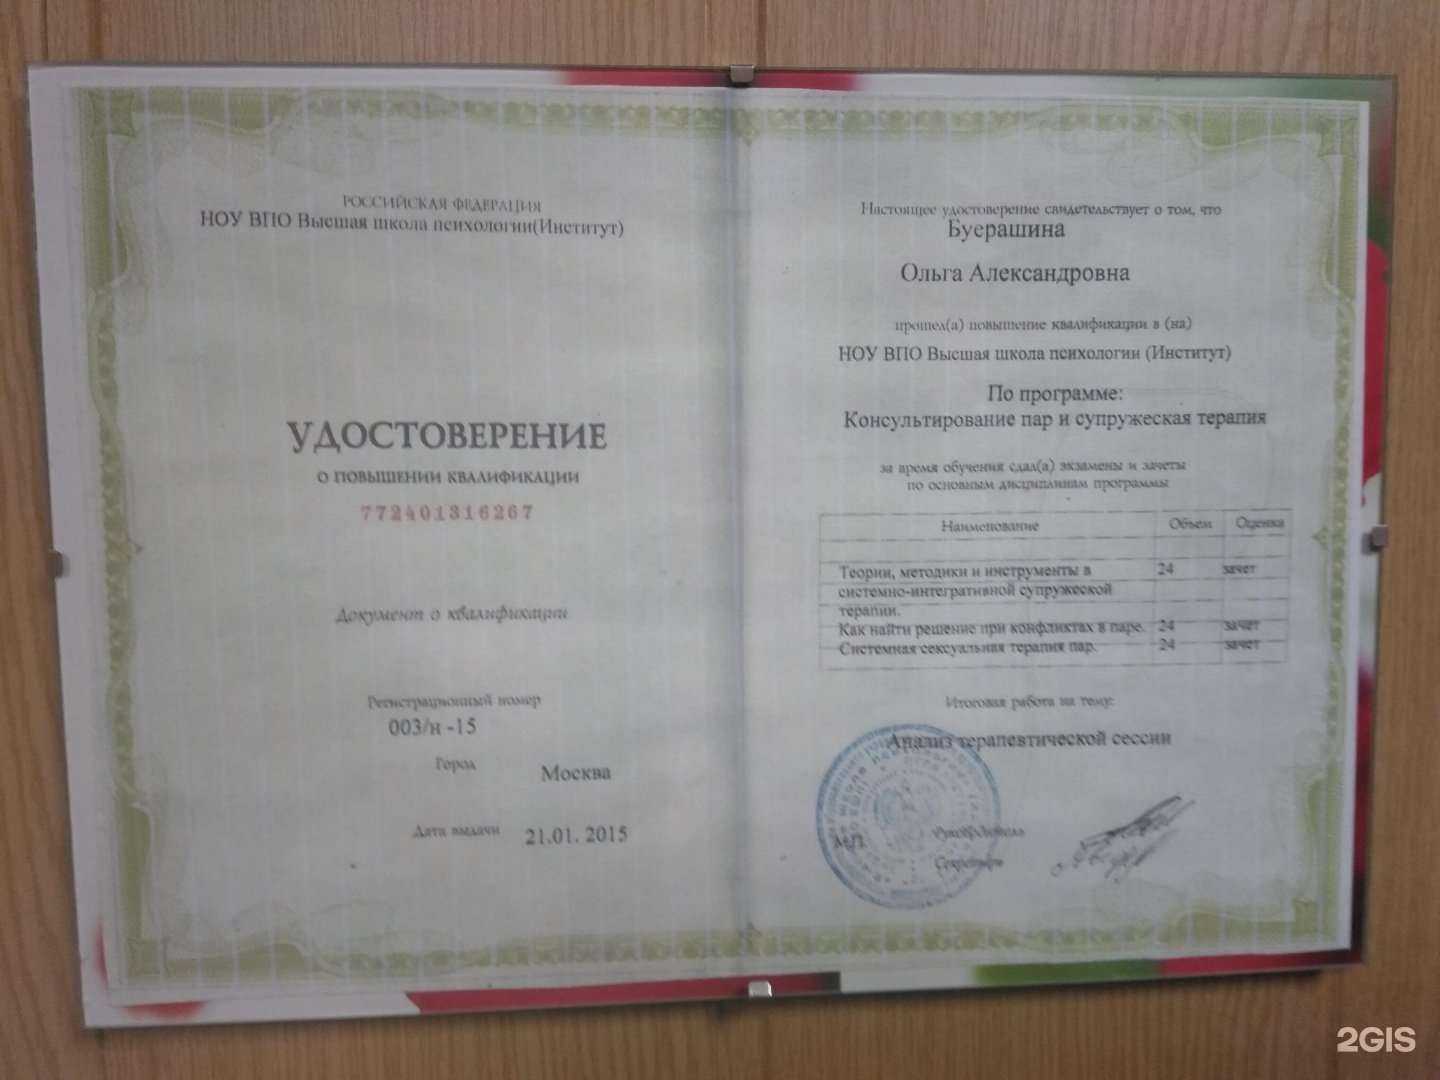 РОССИЙСКАЯ ФЕДЕРАЦИЯ
НОУ ВПО Высшая школа психологии(Институт)
УДОСТОВЕРЕНИЕ
О ПОВЫШЕНИИ КВАЛИФИКАЦИИ
772401316267
Документ о квалификации
Регистрационный номер
003/н -15
Город
Москва
Дата выдачи 21.01. 2015
Настоящее удостоверение свидетельствует о том, что
Буерашина
Ольга Александровна
прошел(а) повышение квалификации в (на)
НОУ ВПО Высшая школа психологии (Институт)
По программе:
Консультирование пар и супружеская терапия
за время обучения сдал(а) экзамены и зачеты
по основным дисциплинам программы
Наименование Объем Оценка
Теории, методики и инструменты в 24 зачет
системно-интегративной супружеской
терапии.
Как найти решение при конфликтах в паре. 24 зачет
Системная сексуальная терапия пар. 24 зачет
Итоговая работа на тему:
Анализ терапевтической сессии
М.П. Руководитель
Секретарь
2GIS